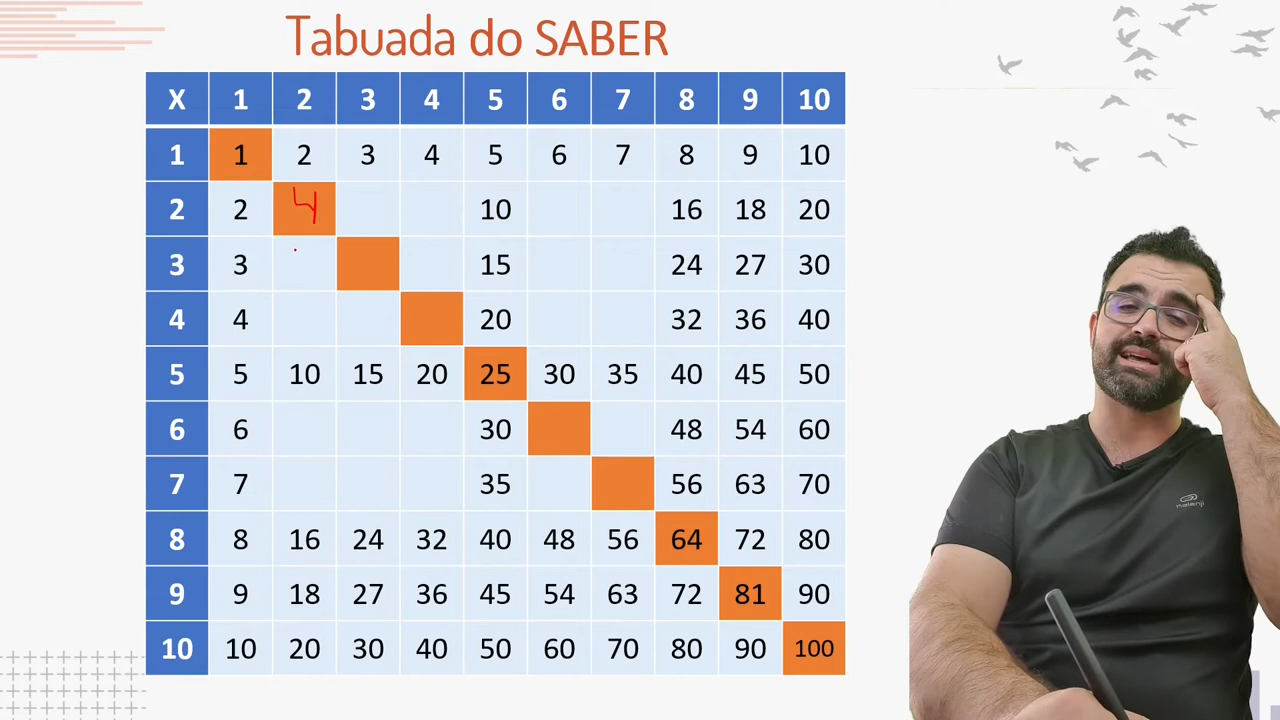 Tabuada do SABER
X 1 2 3 4 5 6 7 8 9 10
1 1 2 3 4 5 6 7 8 9 10
2 2 4 10 16 18 20
3 3 15 24 27 30
4 4 20 32 36 40
5 5 10 15 20 25 30 35 40 45 50
6 6 30 48 54 60
7 7 35 56 63 70
8 8 16 24 32 40 48 56 64 72 80
9 9 18 27 36 45 54 63 72 81 90
10 10 20 30 40 50 60 70 80 90 100